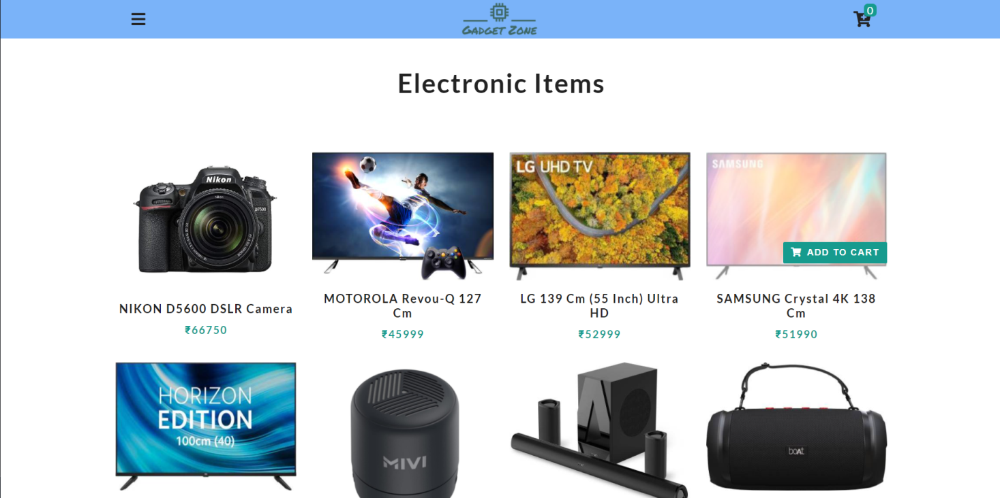 0
GADGET ZONE
Electronic Items
Nikon
D7500
LG UHD TV
SAMSUNG
ADD TO CART
NIKON D5600 DSLR Camera
₹66750
MOTOROLA Revou-Q 127
Cm
₹45999
LG 139 Cm (55 Inch) Ultra
HD
₹52999
SAMSUNG Crystal 4K 138
Cm
₹51990
HORIZON
EDITION
100cm (40)
MIVI
boAt